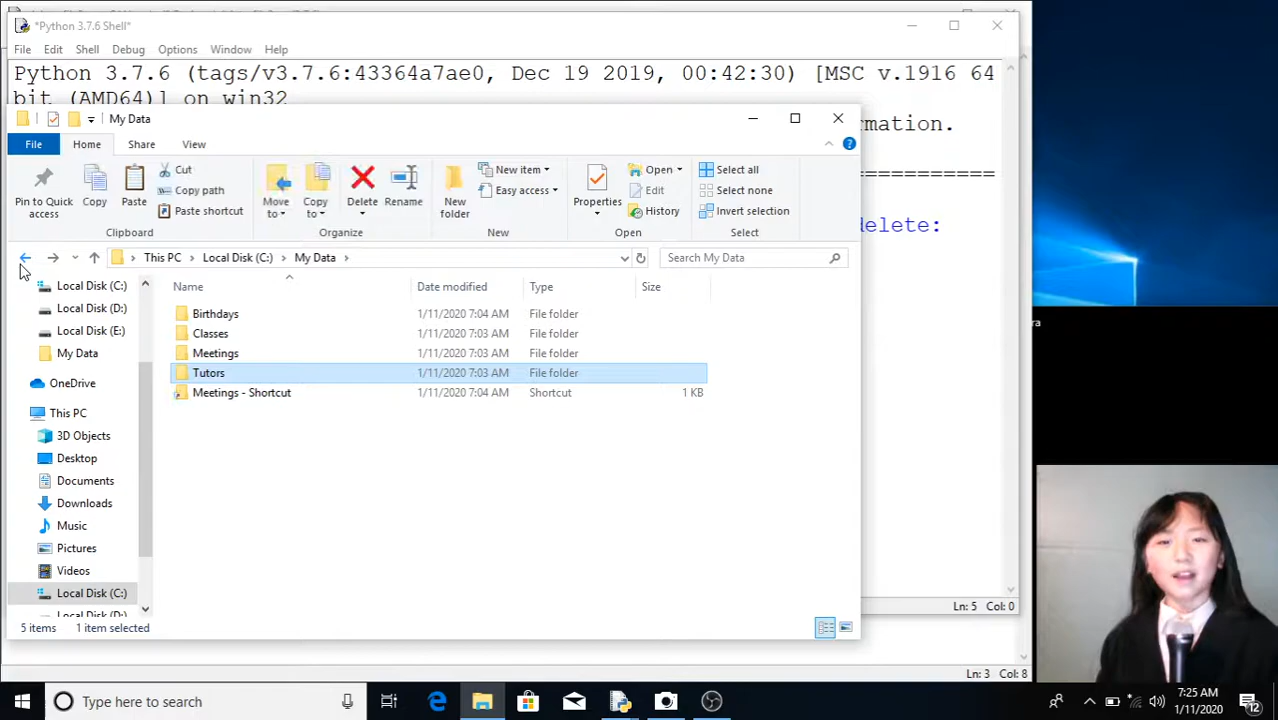 *Python 3.7.6 Shell*
File Edit Shell Debug Options Window Help
Python 3.7.6 (tags/v3.7.6:43364a7ae0, Dec 19 2019, 00:42:30) [MSC v.1916 64
bit (AMD64)] on win32
rmation.
===========
delete:
My Data
File Home Share View
Pin to Quick access
Copy
Paste
Cut
Copy path
Paste shortcut
Move to
Copy to
Delete
Rename
New folder
New item
Easy access
Properties
Open
Edit
History
Select all
Select none
Invert selection
Clipboard Organize New Open Select
This PC > Local Disk (C:) > My Data >
Search My Data
Name Date modified Type Size
Birthdays 1/11/2020 7:04 AM File folder
Classes 1/11/2020 7:03 AM File folder
Meetings 1/11/2020 7:03 AM File folder
Tutors 1/11/2020 7:03 AM File folder
Meetings - Shortcut 1/11/2020 7:04 AM Shortcut 1 KB
Local Disk (C:)
Local Disk (D:)
Local Disk (E:)
My Data
OneDrive
This PC
3D Objects
Desktop
Documents
Downloads
Music
Pictures
Videos
Local Disk (C:)
Local Disk (D:)
5 items 1 item selected
Ln: 5 Col: 0
Ln: 3 Col: 8
ra
Type here to search
7:25 AM
1/11/2020
12